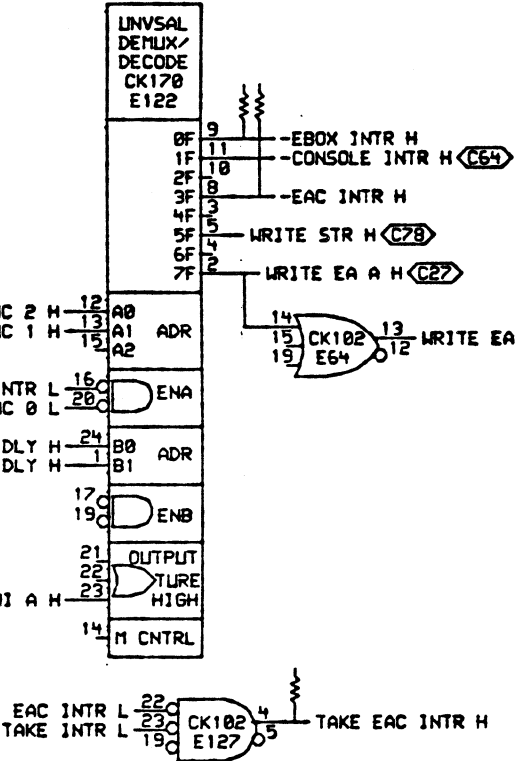 UNVSAL
DEMUX/
DECODE
CK170
E122
0F 9 -EBOX INTR H
1F 11 -CONSOLE INTR H C64
2F 10
3F 8 -EAC INTR H
4F 3
5F 5 WRITE STR H C78
6F 4
7F 2 WRITE EA A H C27
C 2 H 12 A0
C 1 H 13 A1 ADR
15 A2
14
15 CK102 13 WRITE EA
19 E64 12
NTR L 16 ENA
C 0 L 20
DLY H 24 B0
DLY H 1 B1 ADR
17
19 ENB
21 OUTPUT
22 TURE
I A H 23 HIGH
14 M CNTRL
EAC INTR L 22
TAKE INTR L 23 CK102 4 TAKE EAC INTR H
19 E127 5